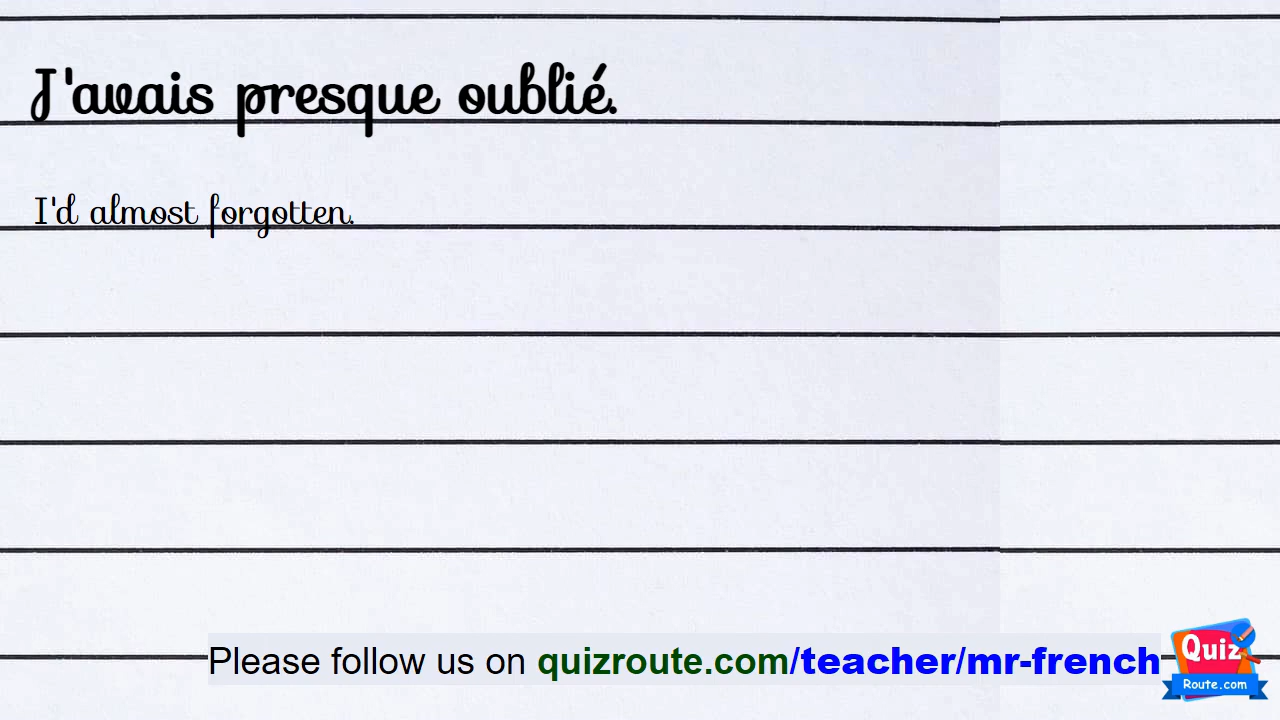 J'avais presque oublié.
I'd almost forgotten.
Please follow us on quizroute.com/teacher/mr-french
Quiz
Route.com